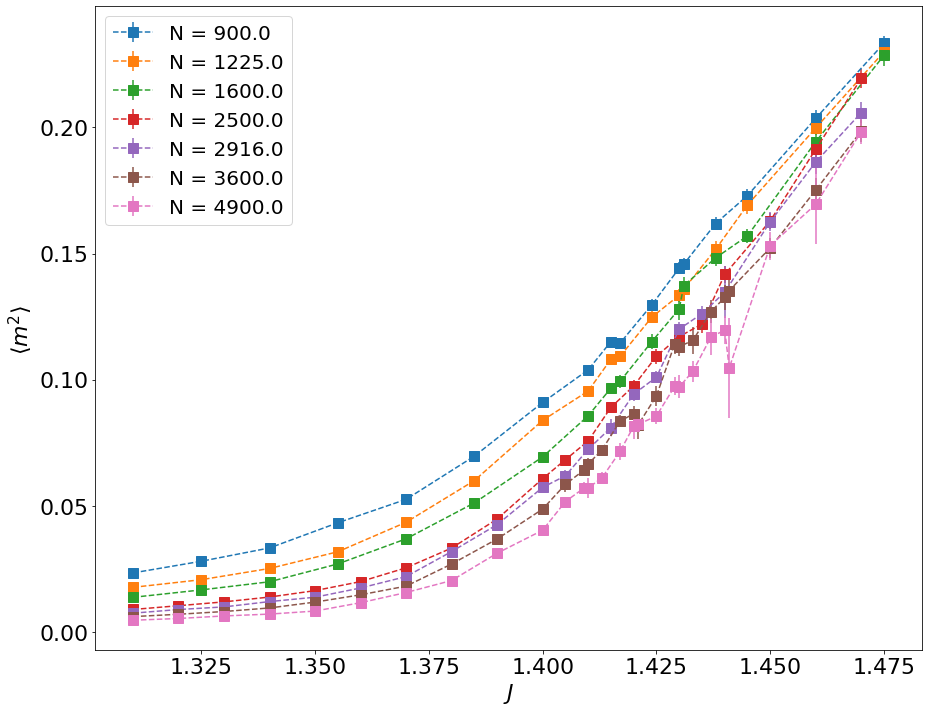 N = 900.0
N = 1225.0
N = 1600.0
N = 2500.0
N = 2916.0
N = 3600.0
N = 4900.0
0.20
0.15
0.10
0.05
0.00
⟨m²⟩
1.325 1.350 1.375 1.400 1.425 1.450 1.475
J